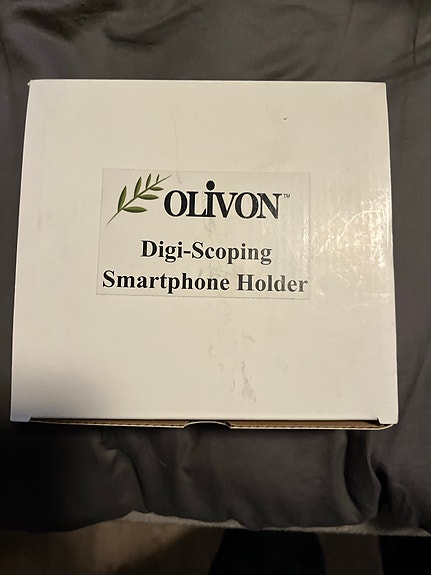 OLiVON™
Digi-Scoping
Smartphone Holder